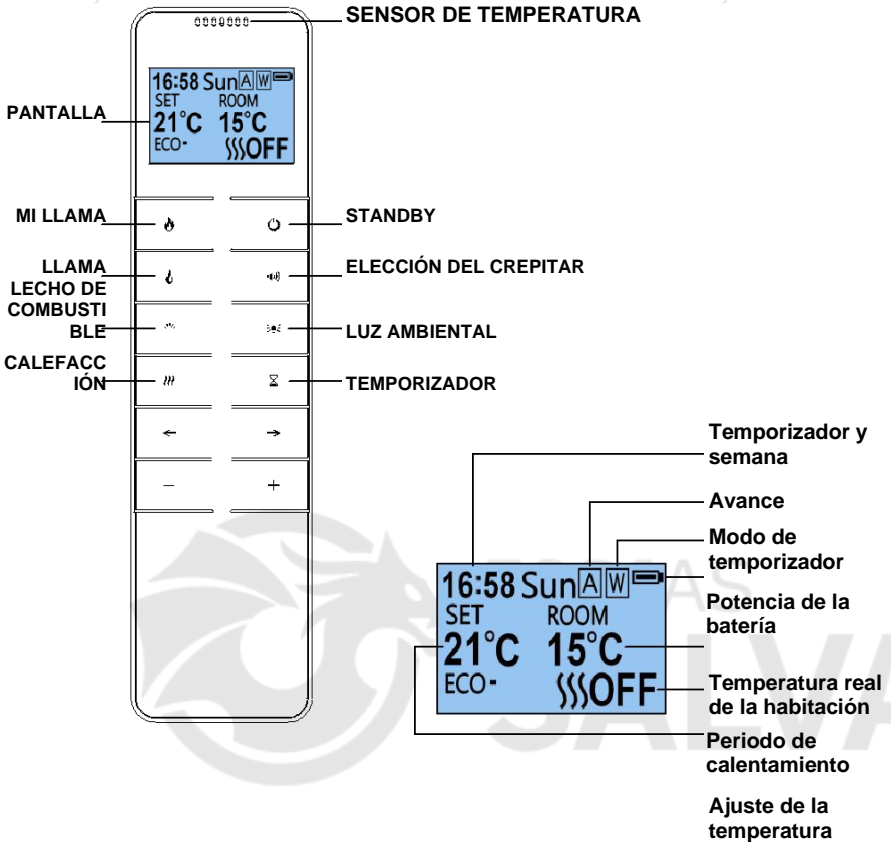 SENSOR DE TEMPERATURA
16:58 Sun A W
SET ROOM
21°C 15°C
ECO- OFF
PANTALLA
MI LLAMA
STANDBY
LLAMA
LECHO DE
COMBUSTI
BLE
ELECCIÓN DEL CREPITAR
LUZ AMBIENTAL
CALEFACC
IÓN
TEMPORIZADOR
← →
− +
Temporizador y
semana
Avance
Modo de
temporizador
16:58 Sun A W
SET ROOM
21°C 15°C
ECO- OFF
Potencia de la
batería
Temperatura real
de la habitación
Periodo de
calentamiento
Ajuste de la
temperatura